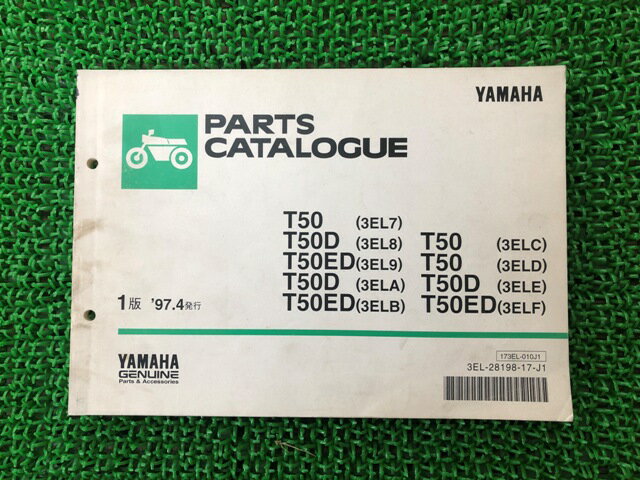 YAMAHA
PARTS
CATALOGUE
T50 (3EL7)
T50D (3EL8) T50 (3ELC)
T50ED(3EL9) T50 (3ELD)
T50D (3ELA) T50D (3ELE)
1版 '97.4発行 T50ED(3ELB) T50ED(3ELF)
YAMAHA
GENUINE
Parts & Accessories
173EL-010J1
3EL-28198-17-J1